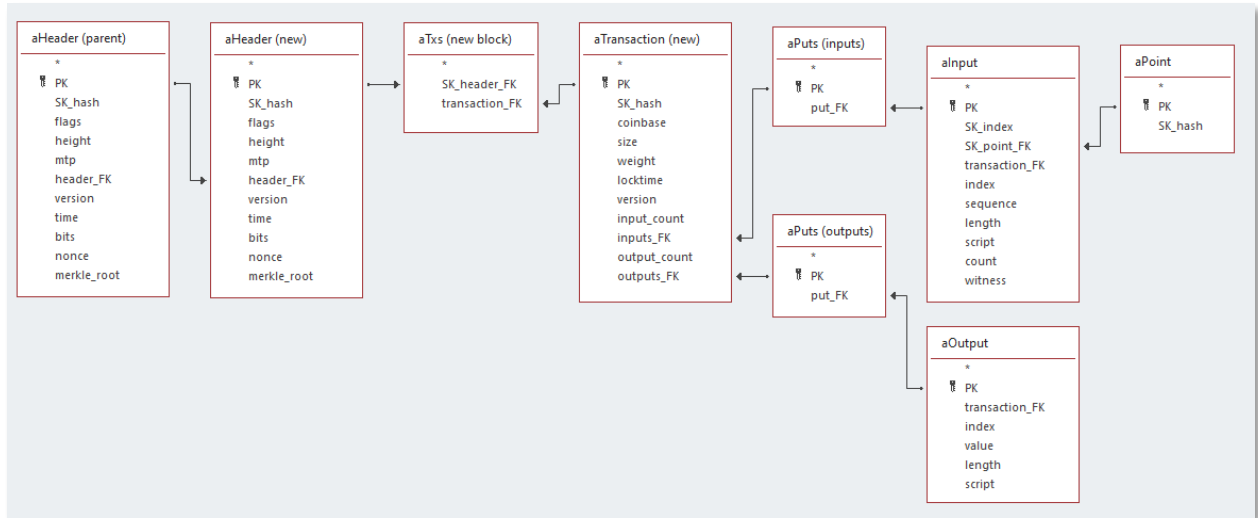 aHeader (parent)
*
PK
SK_hash
flags
height
mtp
header_FK
version
time
bits
nonce
merkle_root
aHeader (new)
*
PK
SK_hash
flags
height
mtp
header_FK
version
time
bits
nonce
merkle_root
aTxs (new block)
*
SK_header_FK
transaction_FK
aTransaction (new)
*
PK
SK_hash
coinbase
size
weight
locktime
version
input_count
inputs_FK
output_count
outputs_FK
aPuts (inputs)
*
PK
put_FK
aPuts (outputs)
*
PK
put_FK
aInput
*
PK
SK_index
SK_point_FK
transaction_FK
index
sequence
length
script
count
witness
aOutput
*
PK
transaction_FK
index
value
length
script
aPoint
*
PK
SK_hash